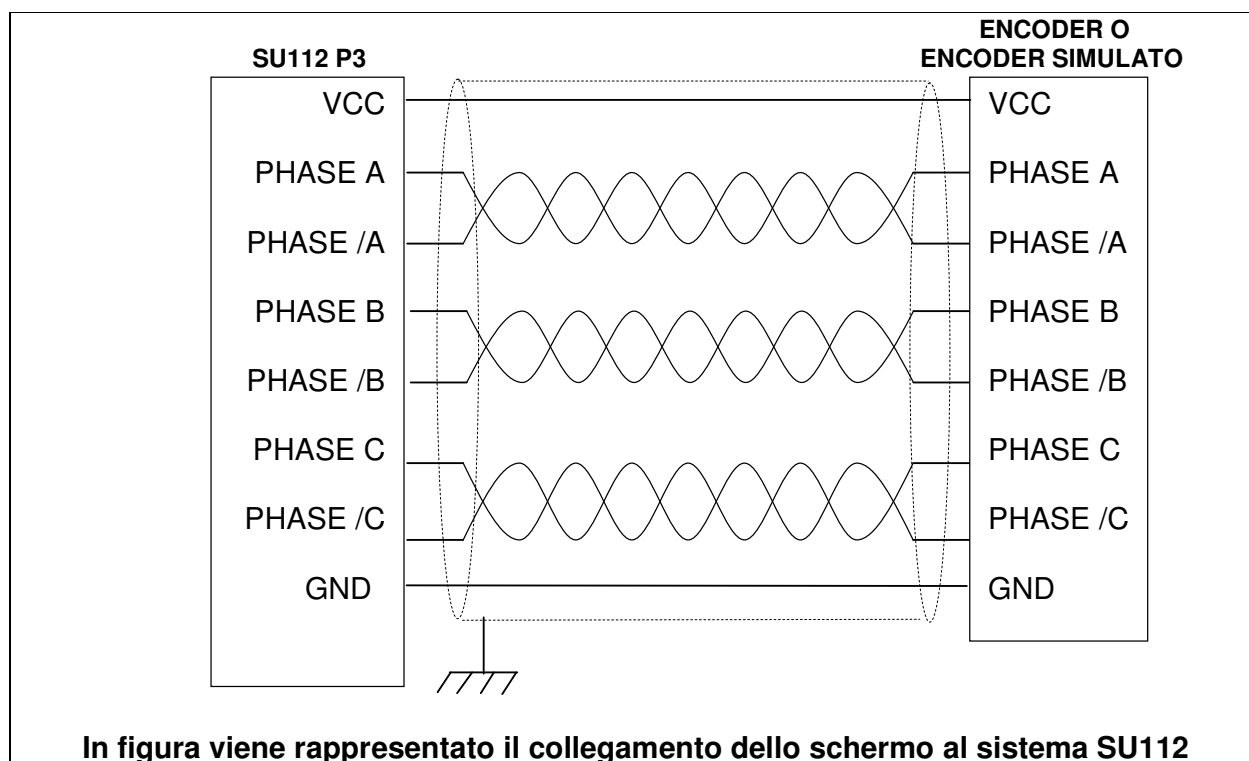 SU112 P3
ENCODER O
ENCODER SIMULATO
VCC
PHASE A
PHASE /A
PHASE B
PHASE /B
PHASE C
PHASE /C
GND
VCC
PHASE A
PHASE /A
PHASE B
PHASE /B
PHASE C
PHASE /C
GND
In figura viene rappresentato il collegamento dello schermo al sistema SU112